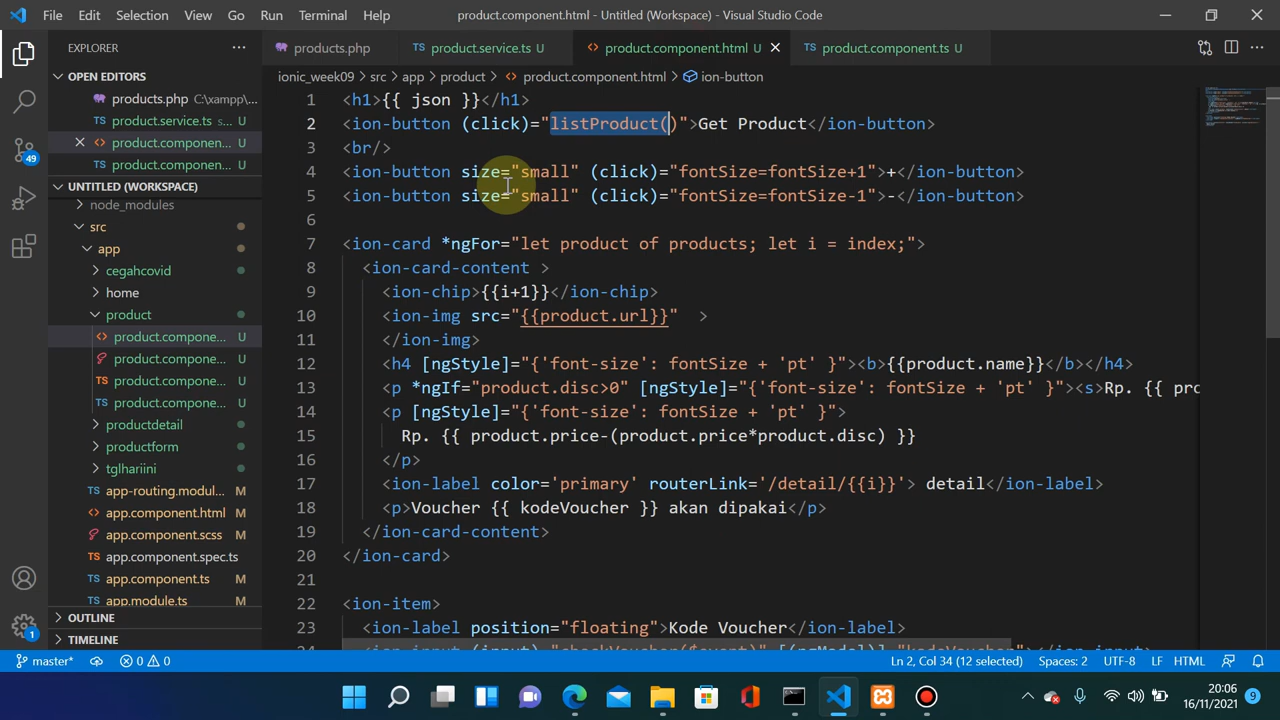 File Edit Selection View Go Run Terminal Help product.component.html - Untitled (Workspace) - Visual Studio Code
EXPLORER ...
products.php product.service.ts U product.component.html U product.component.ts U
OPEN EDITORS
products.php C:\xampp\...
product.service.ts U
product.componen... U
product.componen... U
UNTITLED (WORKSPACE)
node_modules
src
app
cegahcovid
home
product
product.compone... U
product.compone... U
product.compone... U
product.compone... U
productdetail
productform
tglhariini
app-routing.modul... M
app.component.html M
app.component.scss M
app.component.spec.ts
app.component.ts M
app.module.ts M
OUTLINE
TIMELINE
49
1
ionic_week09 > src > app > product > product.component.html > ion-button
1 <h1>{{ json }}</h1>
2 <ion-button (click)="listProduct()">Get Product</ion-button>
3 <br/>
4 <ion-button size="small" (click)="fontSize=fontSize+1">+</ion-button>
5 <ion-button size="small" (click)="fontSize=fontSize-1">-</ion-button>
6
7 <ion-card *ngFor="let product of products; let i = index;">
8 <ion-card-content >
9 <ion-chip>{{i+1}}</ion-chip>
10 <ion-img src="{{product.url}}" >
11 </ion-img>
12 <h4 [ngStyle]="{'font-size': fontSize + 'pt' }"><b>{{product.name}}</b></h4>
13 <p *ngIf="product.disc>0" [ngStyle]="{'font-size': fontSize + 'pt' }"><s>Rp. {{ pro
14 <p [ngStyle]="{'font-size': fontSize + 'pt' }">
15 Rp. {{ product.price-(product.price*product.disc) }}
16 </p>
17 <ion-label color='primary' routerLink='/detail/{{i}}'> detail</ion-label>
18 <p>Voucher {{ kodeVoucher }} akan dipakai</p>
19 </ion-card-content>
20 </ion-card>
21
22 <ion-item>
23 <ion-label position="floating">Kode Voucher</ion-label>
master* 0 0 Ln 2, Col 34 (12 selected) Spaces: 2 UTF-8 LF HTML
20:06
16/11/2021
9